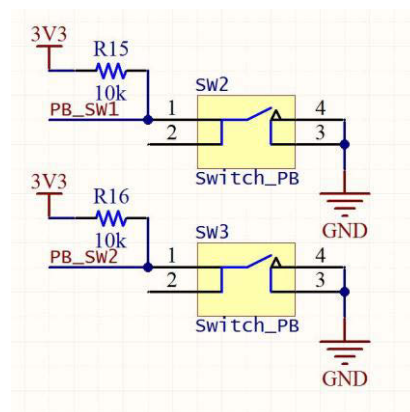 3V3
R15
10k
PB_SW1
SW2
1
2
4
3
Switch_PB
GND
3V3
R16
10k
PB_SW2
SW3
1
2
4
3
Switch_PB
GND